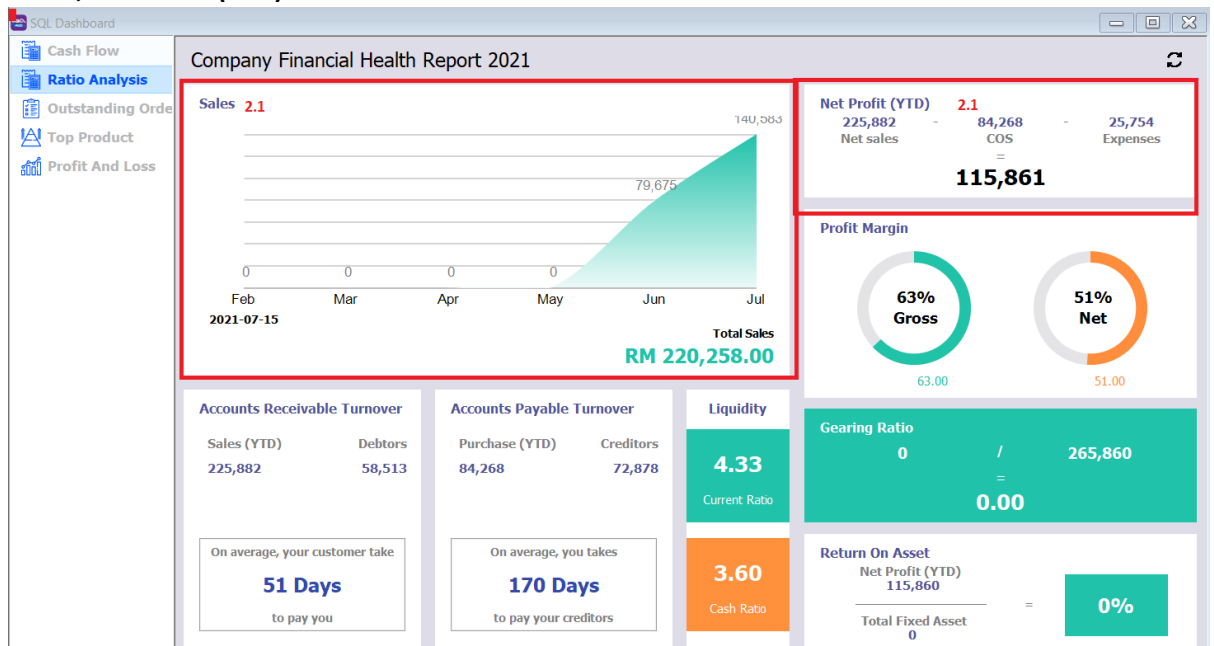 SQL Dashboard
Cash Flow
Ratio Analysis
Outstanding Orde
Top Product
Profit And Loss
Company Financial Health Report 2021
Sales 2.1
140,583
79,675
0 0 0 0
Feb Mar Apr May Jun Jul
2021-07-15
Total Sales
RM 220,258.00
Net Profit (YTD) 2.1
225,882 - 84,268 - 25,754
Net sales COS Expenses
=
115,861
Profit Margin
63% 51%
Gross Net
63.00 51.00
Accounts Receivable Turnover
Sales (YTD) Debtors
225,882 58,513
On average, your customer take
51 Days
to pay you
Accounts Payable Turnover
Purchase (YTD) Creditors
84,268 72,878
On average, you takes
170 Days
to pay your creditors
Liquidity
4.33
Current Ratio
3.60
Cash Ratio
Gearing Ratio
0 / 265,860
=
0.00
Return On Asset
Net Profit (YTD)
115,860
= 0%
Total Fixed Asset
0